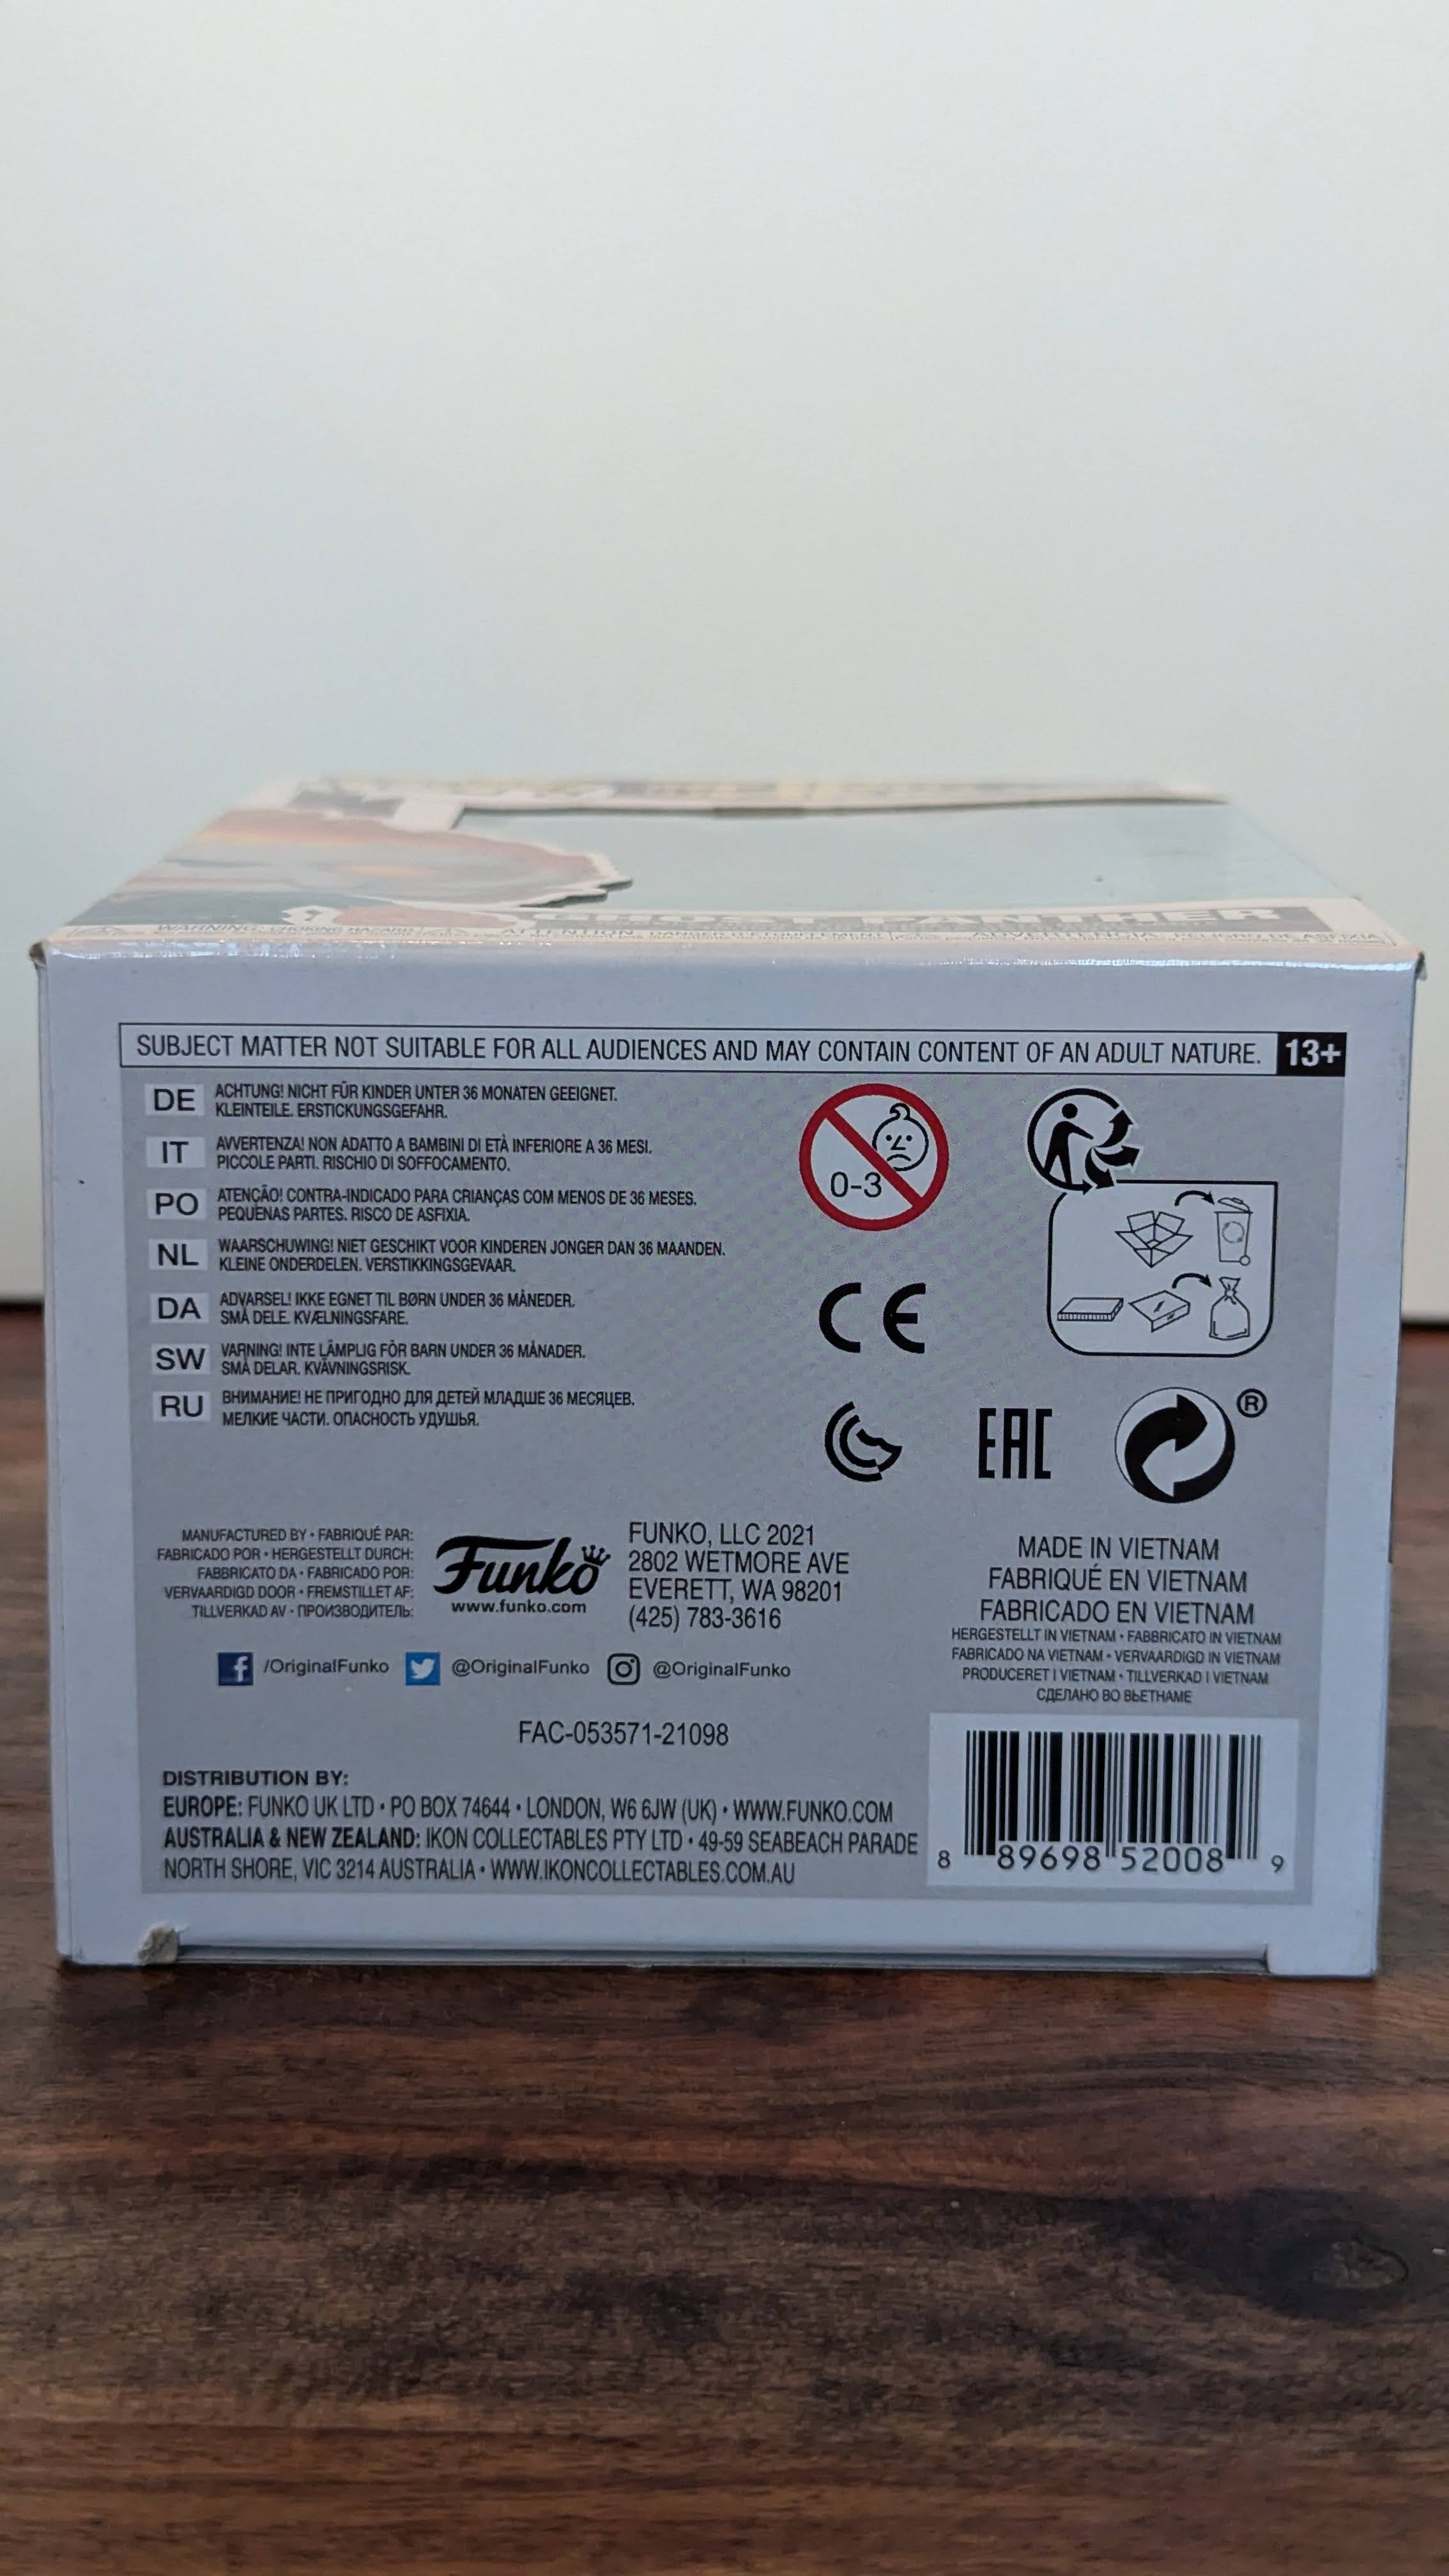 GHOST PANTHER
WARNING: CHOKING HAZARD
SUBJECT MATTER NOT SUITABLE FOR ALL AUDIENCES AND MAY CONTAIN CONTENT OF AN ADULT NATURE. 13+
DE ACHTUNG! NICHT FÜR KINDER UNTER 36 MONATEN GEEIGNET.
KLEINTEILE. ERSTICKUNGSGEFAHR.
IT AVVERTENZA! NON ADATTO A BAMBINI DI ETÀ INFERIORE A 36 MESI.
PICCOLE PARTI. RISCHIO DI SOFFOCAMENTO.
PO ATENÇÃO! CONTRA-INDICADO PARA CRIANÇAS COM MENOS DE 36 MESES.
PEQUENAS PARTES. RISCO DE ASFIXIA.
NL WAARSCHUWING! NIET GESCHIKT VOOR KINDEREN JONGER DAN 36 MAANDEN.
KLEINE ONDERDELEN. VERSTIKKINGSGEVAAR.
DA ADVARSEL! IKKE EGNET TIL BØRN UNDER 36 MÅNEDER.
SMÅ DELE. KVÆLNINGSFARE.
SW VARNING! INTE LÄMPLIG FÖR BARN UNDER 36 MÅNADER.
SMÅ DELAR. KVÄVNINGSRISK.
RU ВНИМАНИЕ! НЕ ПРИГОДНО ДЛЯ ДЕТЕЙ МЛАДШЕ 36 МЕСЯЦЕВ.
МЕЛКИЕ ЧАСТИ. ОПАСНОСТЬ УДУШЬЯ.
0-3
CE
EAC
®
MANUFACTURED BY • FABRIQUÉ PAR:
FABRICADO POR • HERGESTELLT DURCH:
FABBRICATO DA • FABRICADO POR:
VERVAARDIGD DOOR • FREMSTILLET AF:
TILLVERKAD AV • ПРОИЗВОДИТЕЛЬ:
Funko
www.funko.com
FUNKO, LLC 2021
2802 WETMORE AVE
EVERETT, WA 98201
(425) 783-3616
MADE IN VIETNAM
FABRIQUÉ EN VIETNAM
FABRICADO EN VIETNAM
HERGESTELLT IN VIETNAM • FABBRICATO IN VIETNAM
FABRICADO NA VIETNAM • VERVAARDIGD IN VIETNAM
PRODUCERET I VIETNAM • TILLVERKAD I VIETNAM
СДЕЛАНО ВО ВЬЕТНАМЕ
/OriginalFunko @OriginalFunko @OriginalFunko
FAC-053571-21098
DISTRIBUTION BY:
EUROPE: FUNKO UK LTD • PO BOX 74644 • LONDON, W6 6JW (UK) • WWW.FUNKO.COM
AUSTRALIA & NEW ZEALAND: IKON COLLECTABLES PTY LTD • 49-59 SEABEACH PARADE
NORTH SHORE, VIC 3214 AUSTRALIA • WWW.IKONCOLLECTABLES.COM.AU
8 89698 52008 9